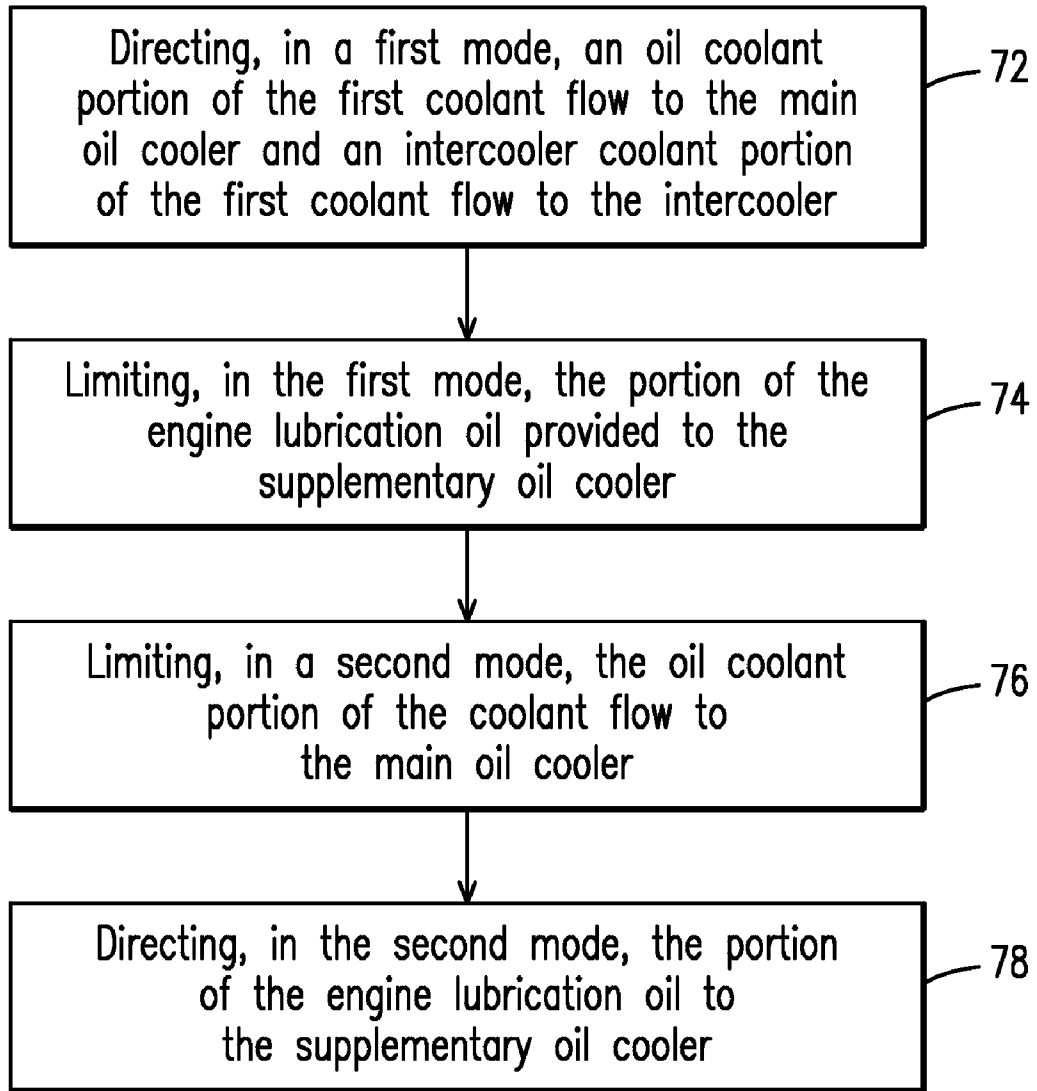 Directing, in a first mode, an oil coolant
portion of the first coolant flow to the main
oil cooler and an intercooler coolant portion
of the first coolant flow to the intercooler
72
Limiting, in the first mode, the portion of the
engine lubrication oil provided to the
supplementary oil cooler
74
Limiting, in a second mode, the oil coolant
portion of the coolant flow to
the main oil cooler
76
Directing, in the second mode, the portion
of the engine lubrication oil to
the supplementary oil cooler
78